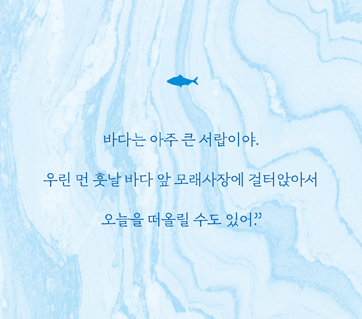 바다는 아주 큰 서랍이야.
우린 먼 훗날 바다 앞 모래사장에 걸터앉아서
오늘을 떠올릴 수도 있어.”